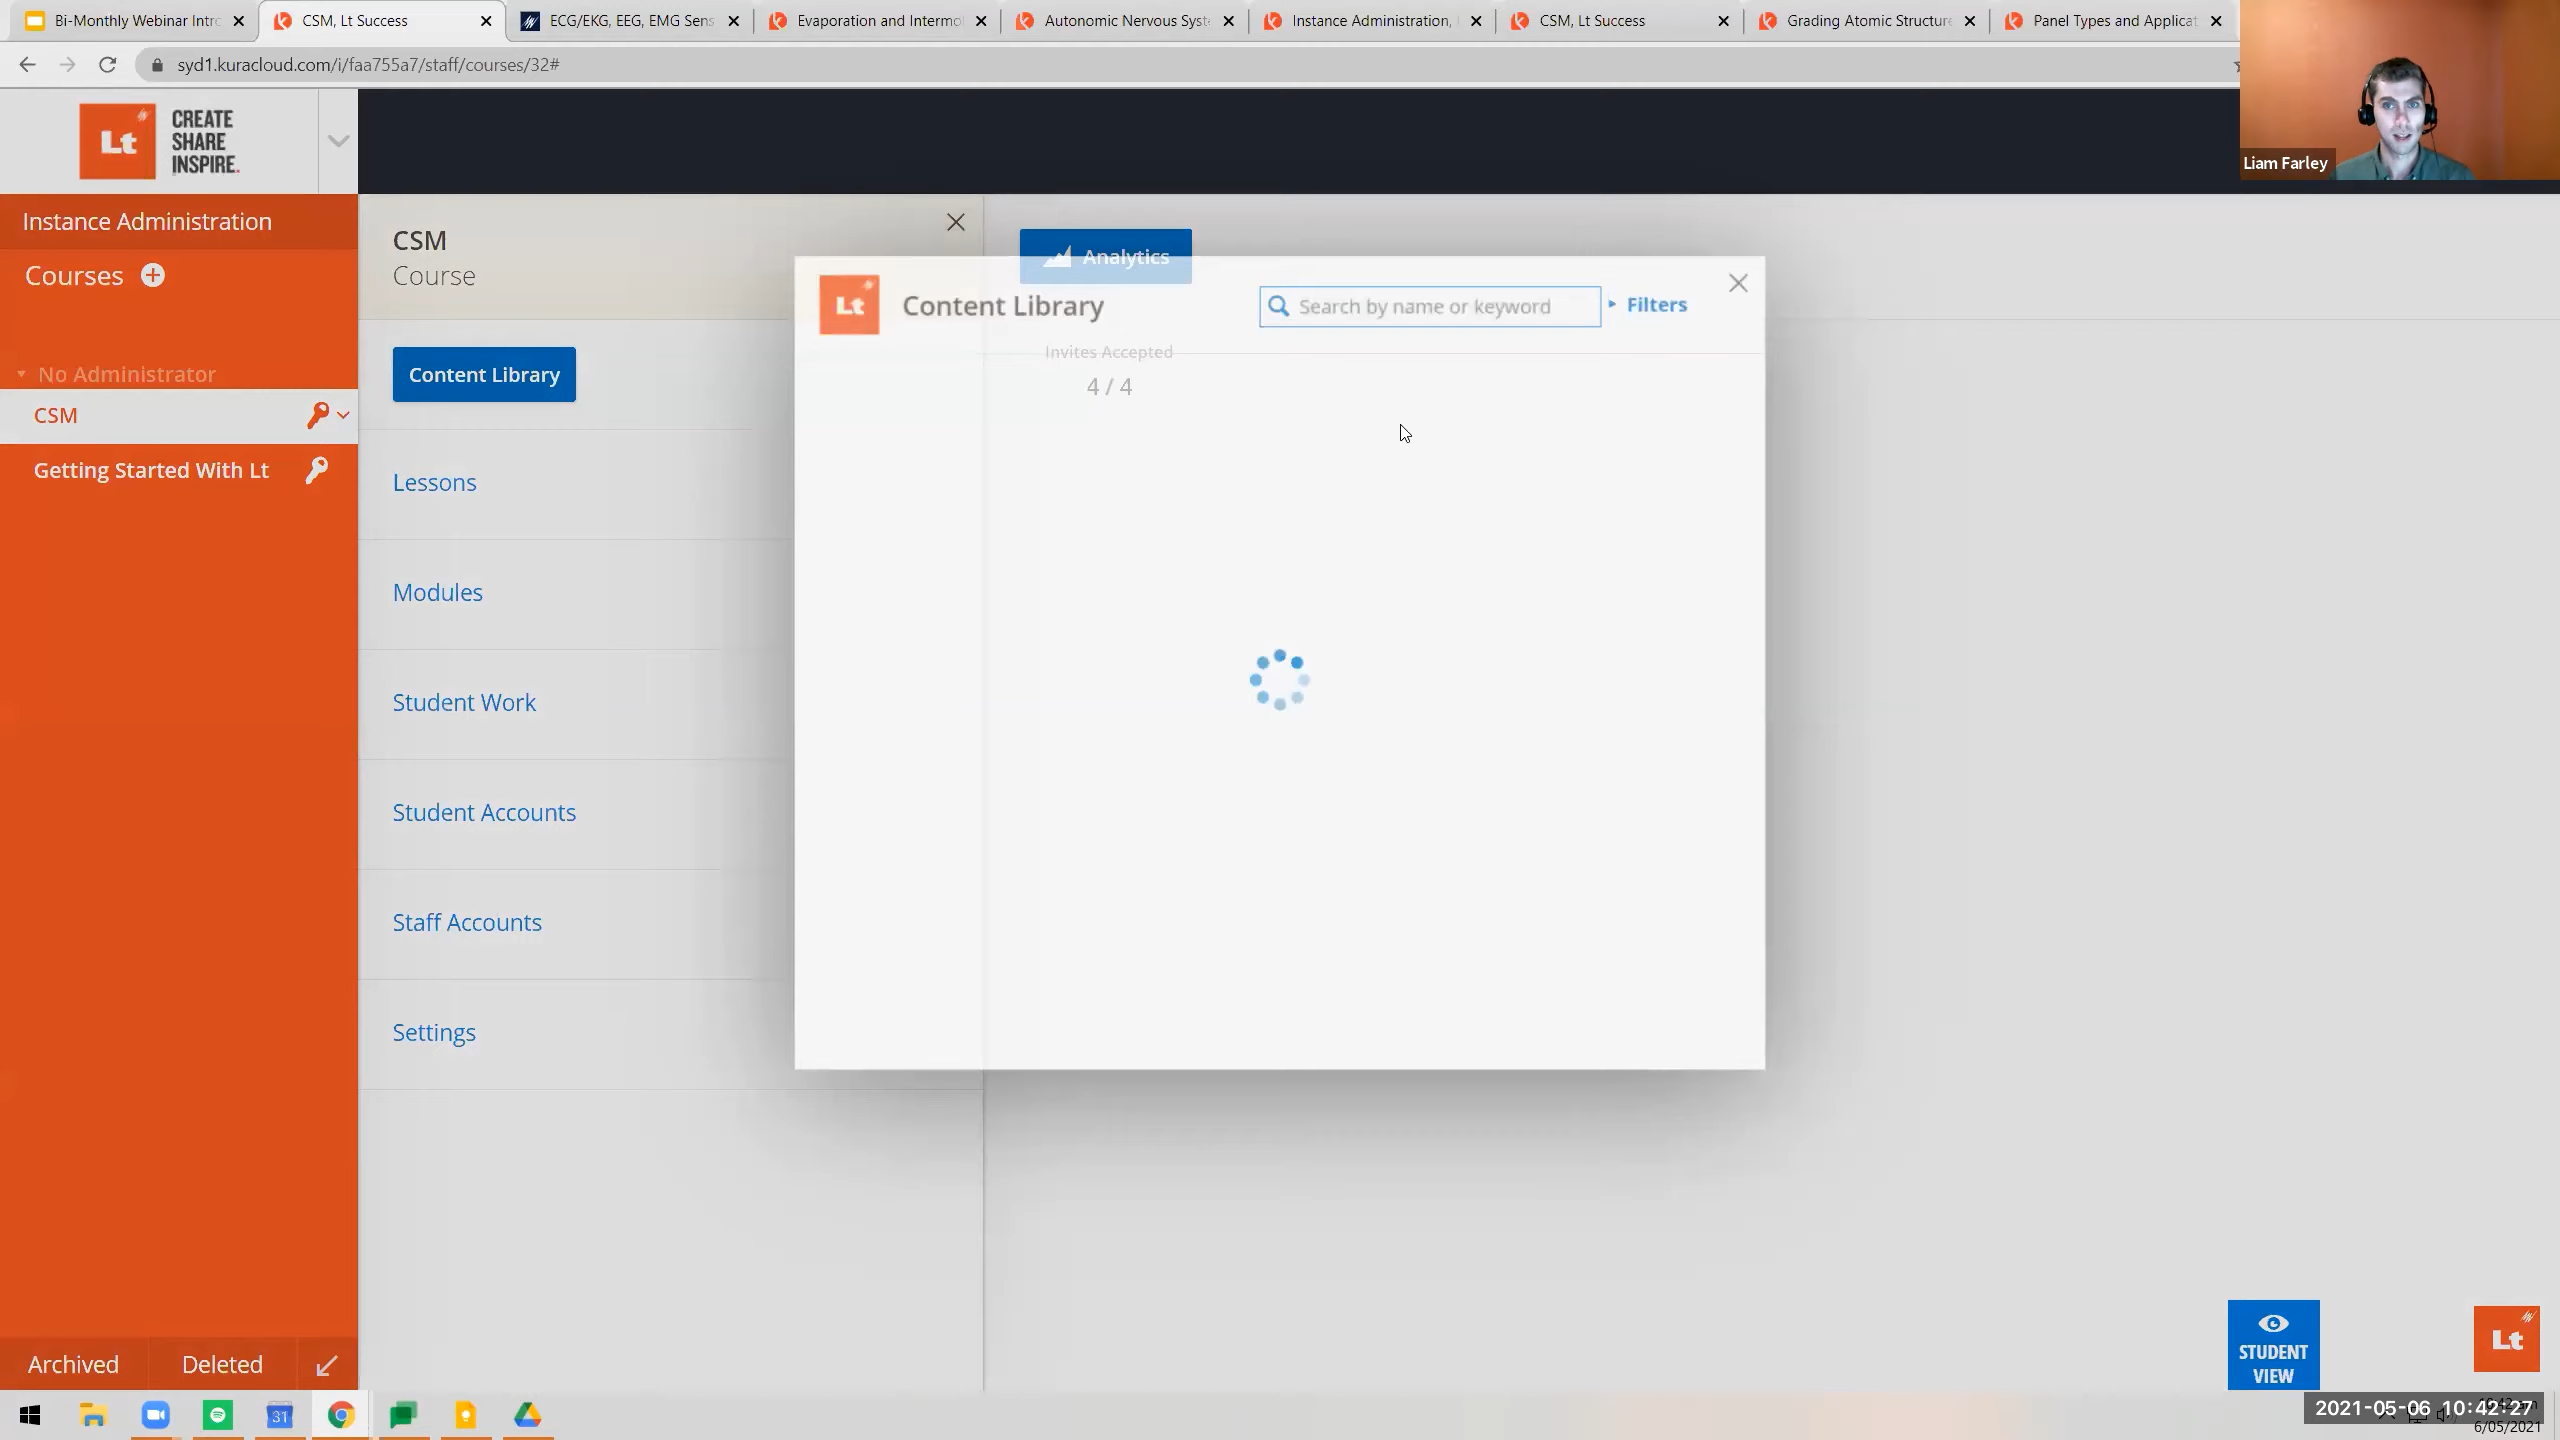 Bi-Monthly Webinar Intro
CSM, Lt Success
ECG/EKG, EEG, EMG Sens
Evaporation and Intermo
Autonomic Nervous Syst
Instance Administration,
CSM, Lt Success
Grading Atomic Structure
Panel Types and Applicat
syd1.kuracloud.com/i/faa755a7/staff/courses/32#
Liam Farley
Lt
CREATE
SHARE
INSPIRE.
Instance Administration
Courses
No Administrator
CSM
Getting Started With Lt
Archived
Deleted
CSM
Course
Content Library
Lessons
Modules
Student Work
Student Accounts
Staff Accounts
Settings
Analytics
Lt
Content Library
Search by name or keyword
Filters
Invites Accepted
4 / 4
STUDENT
VIEW
Lt
31
2021-05-06 10:42:27
6/05/2021